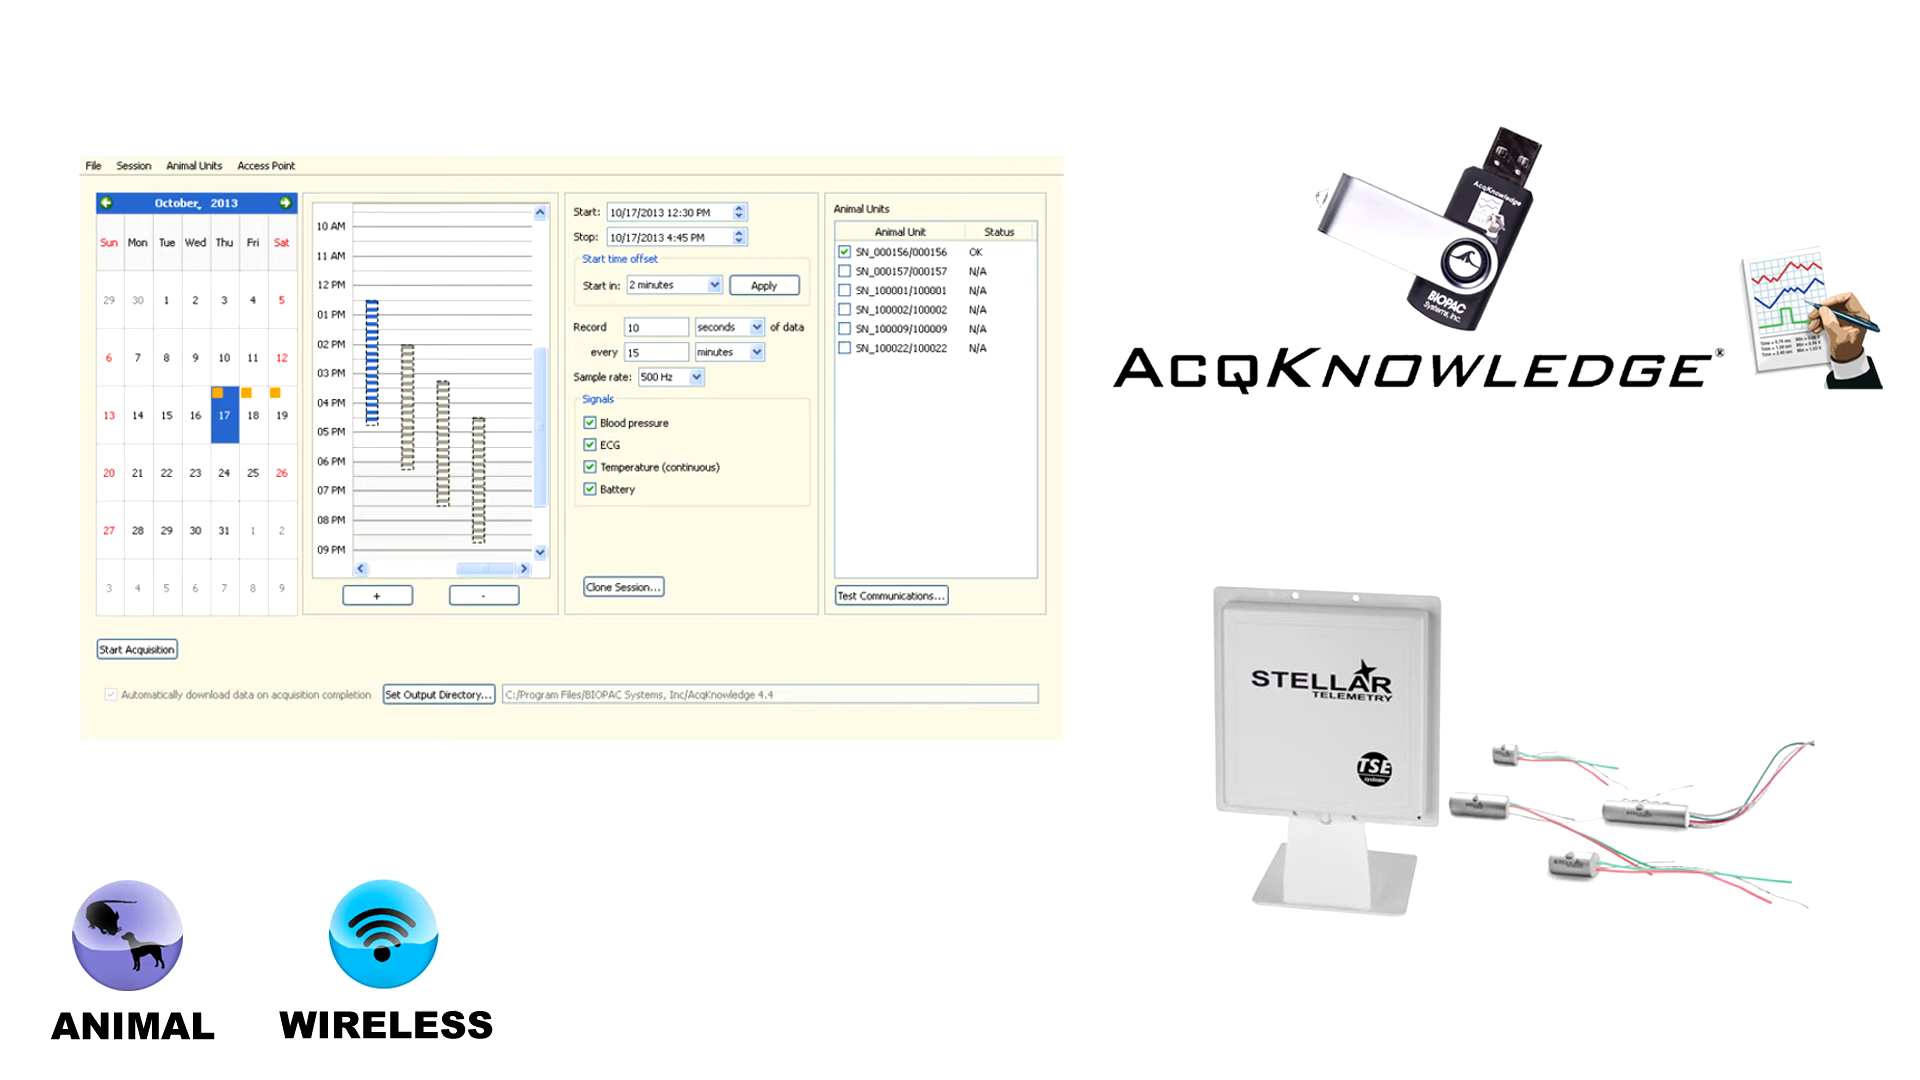 File Session Animal Units Access Point
October, 2013
Sun Mon Tue Wed Thu Fri Sat
29 30 1 2 3 4 5
6 7 8 9 10 11 12
13 14 15 16 17 18 19
20 21 22 23 24 25 26
27 28 29 30 31 1 2
3 4 5 6 7 8 9
10 AM
11 AM
12 PM
01 PM
02 PM
03 PM
04 PM
05 PM
06 PM
07 PM
08 PM
09 PM
+ -
Start: 10/17/2013 12:30 PM
Stop: 10/17/2013 4:45 PM
Start time offset
Start in: 2 minutes Apply
Record 10 seconds of data
every 15 minutes
Sample rate: 500 Hz
Signals
Blood pressure
ECG
Temperature (continuous)
Battery
Clone Session...
Animal Units
Animal Unit Status
SN_000156/000156 OK
SN_000157/000157 N/A
SN_100001/100001 N/A
SN_100002/100002 N/A
SN_100009/100009 N/A
SN_100022/100022 N/A
Test Communications...
Start Acquisition
Automatically download data on acquisition completion Set Output Directory... C:/Program Files/BIOPAC Systems, Inc/AcqKnowledge 4.4
AcqKnowledge
BIOPAC
Systems, Inc.
ACQKNOWLEDGE®
STELLAR
TELEMETRY
TSE
systems
STELLAR
ANIMAL
WIRELESS